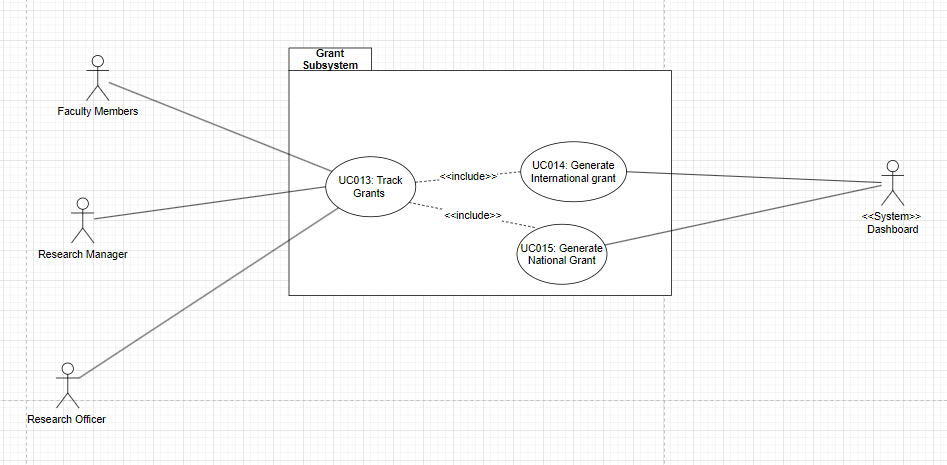 Grant
Subsystem
Faculty Members
UC013: Track
Grants
<<include>>
UC014: Generate
International grant
<<include>>
UC015: Generate
National Grant
Research Manager
<<System>>
Dashboard
Research Officer